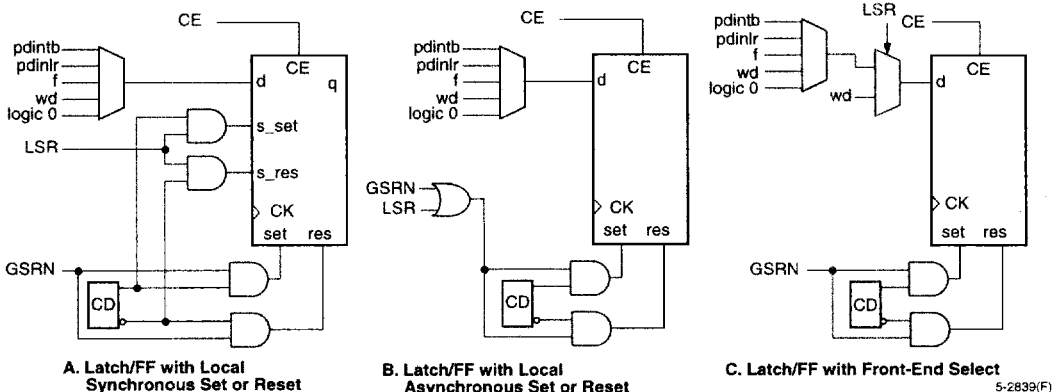 CE
pdintb
pdinlr
f
wd
logic 0
LSR
GSRN
CE
d
q
s_set
s_res
CK
set res
CD
A. Latch/FF with Local
Synchronous Set or Reset
CE
pdintb
pdinlr
f
wd
logic 0
GSRN
LSR
CE
d
CK
set res
CD
B. Latch/FF with Local
Asynchronous Set or Reset
LSR
CE
pdintb
pdinlr
f
wd
logic 0
wd
CE
d
CK
set res
GSRN
CD
C. Latch/FF with Front-End Select
5-2839(F)